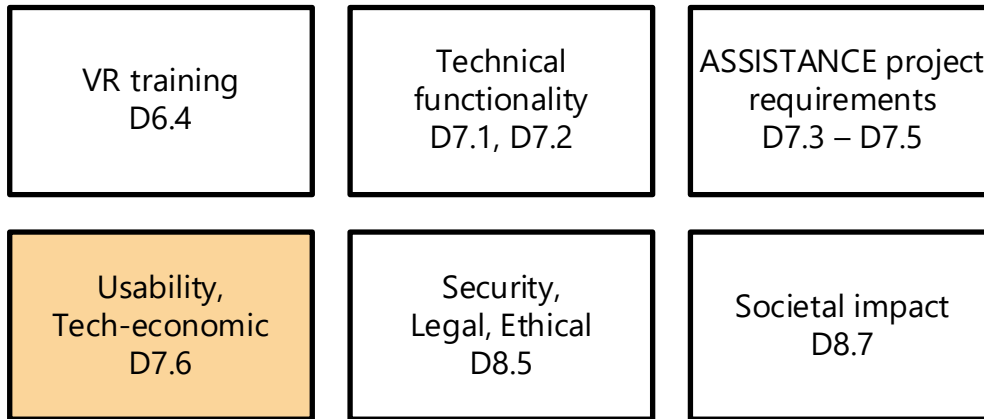 VR training
D6.4
Technical
functionality
D7.1, D7.2
ASSISTANCE project
requirements
D7.3 – D7.5
Usability,
Tech-economic
D7.6
Security,
Legal, Ethical
D8.5
Societal impact
D8.7